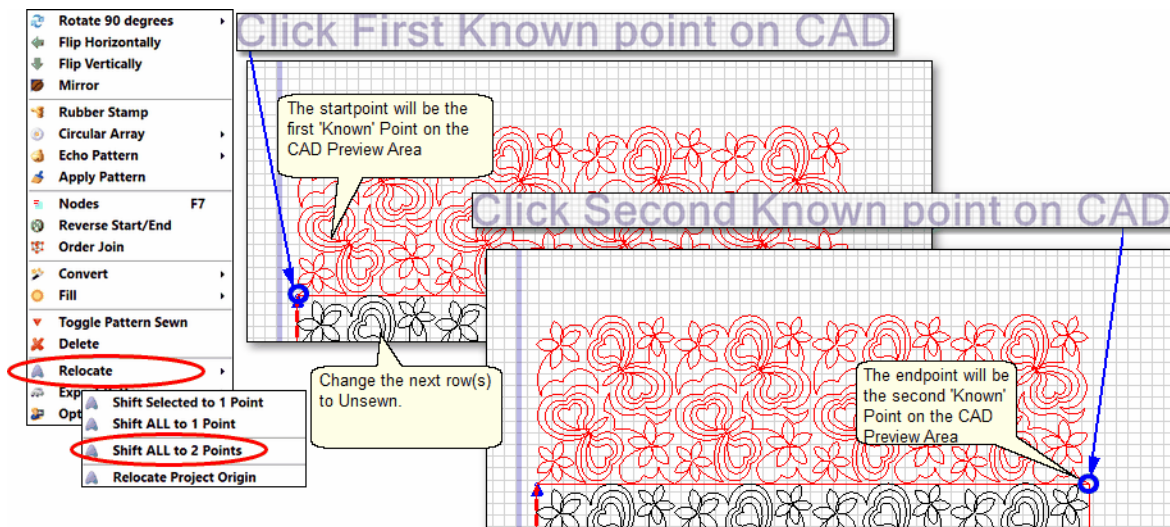 Rotate 90 degrees
Flip Horizontally
Flip Vertically
Mirror
Rubber Stamp
Circular Array
Echo Pattern
Apply Pattern
Nodes F7
Reverse Start/End
Order Join
Convert
Fill
Toggle Pattern Sewn
Delete
Relocate
Shift Selected to 1 Point
Shift ALL to 1 Point
Shift ALL to 2 Points
Relocate Project Origin
Click First Known point on CAD
The startpoint will be the
first 'Known' Point on the
CAD Preview Area
Click Second Known point on CAD
Change the next row(s)
to Unsewn.
The endpoint will be
the second 'Known'
Point on the CAD
Preview Area